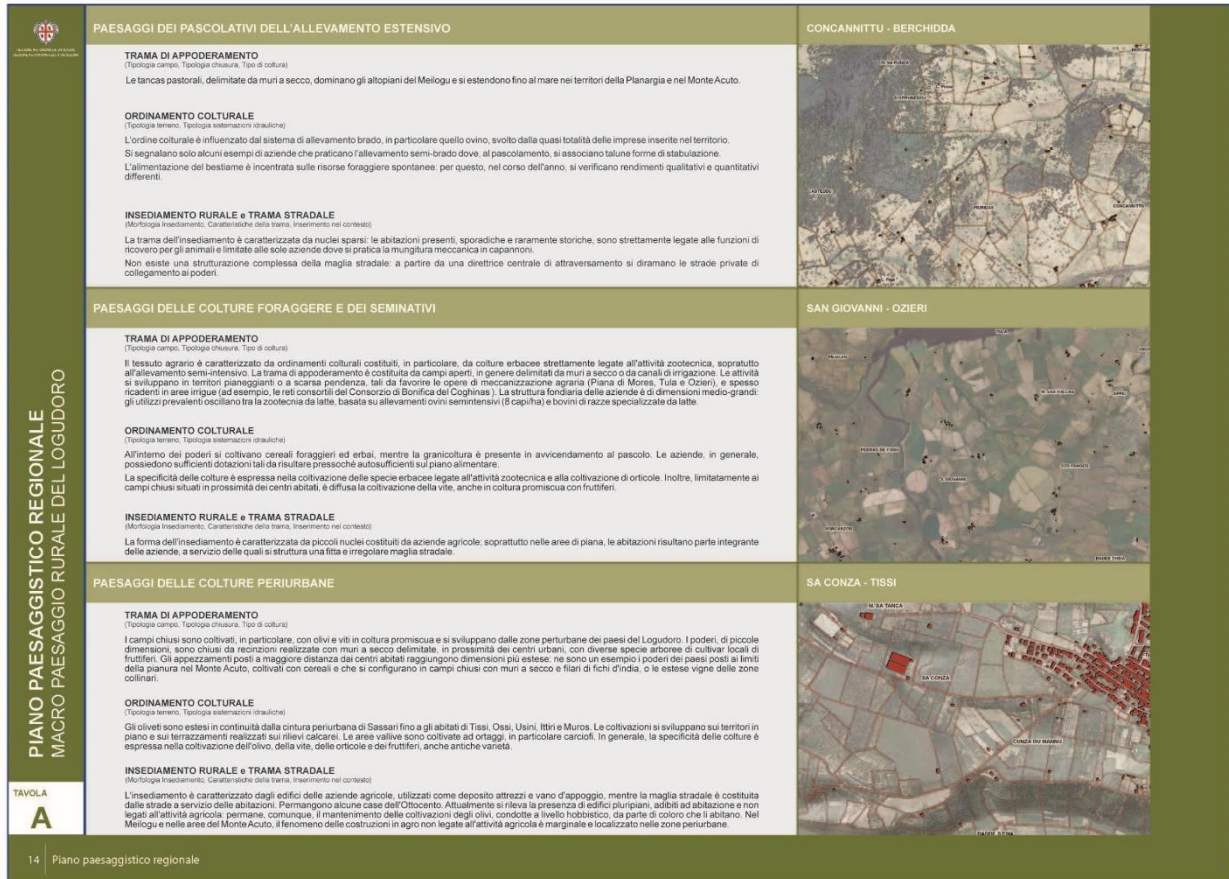 PAESAGGI DEI PASCOLATIVI DELL'ALLEVAMENTO ESTENSIVO
TRAMA DI APPODERAMENTO
(Tipologia campo, Tipologia chiusura, Tipo di coltura)
Le tancas pastorali, delimitate da muri a secco, dominano gli altopiani del Meilogu e si estendono fino al mare nei territori della Planargia e nel Monte Acuto.
ORDINAMENTO COLTURALE
(Tipologia terreno, Tipologia sistemazioni idrauliche)
L'ordine colturale è influenzato dal sistema di allevamento brado, in particolare quello ovino, svolto dalla quasi totalità delle imprese inserite nel territorio.
Si segnalano solo alcuni esempi di aziende che praticano l'allevamento semi-brado dove, al pascolamento, si associano talune forme di stabulazione.
L'alimentazione del bestiame è incentrata sulle risorse foraggiere spontanee: per questo, nel corso dell'anno, si verificano rendimenti qualitativi e quantitativi
differenti.
INSEDIAMENTO RURALE e TRAMA STRADALE
(Morfologia Insediamento, Caratteristiche della trama, Inserimento nel contesto)
La trama dell'insediamento è caratterizzata da nuclei sparsi: le abitazioni presenti, sporadiche e raramente storiche, sono strettamente legate alle funzioni di
ricovero per gli animali e limitate alle sole aziende dove si pratica la mungitura meccanica in capannoni.
Non esiste una strutturazione complessa della maglia stradale: a partire da una direttrice centrale di attraversamento si diramano le strade private di
collegamento ai poderi.
CONCANNITTU - BERCHIDDA
CONCANNITTU
PAESAGGI DELLE COLTURE FORAGGERE E DEI SEMINATIVI
TRAMA DI APPODERAMENTO
(Tipologia campo, Tipologia chiusura, Tipo di coltura)
Il tessuto agrario è caratterizzato da ordinamenti colturali costituiti, in particolare, da colture erbacee strettamente legate all'attività zootecnica, sopratutto
all'allevamento semi-intensivo. La trama di appoderamento è costituita da campi aperti, in genere delimitati da muri a secco o da canali di irrigazione. Le attività
si sviluppano in territori pianeggianti o a scarsa pendenza, tali da favorire le opere di meccanizzazione agraria (Piana di Mores, Tula e Ozieri), e spesso
ricadenti in aree irrigue (ad esempio, le reti consortili del Consorzio di Bonifica del Coghinas ). La struttura fondiaria delle aziende è di dimensioni medio-grandi:
gli utilizzi prevalenti oscillano tra la zootecnia da latte, basata su allevamenti ovini semintensivi (8 capi/ha) e bovini di razze specializzate da latte.
ORDINAMENTO COLTURALE
(Tipologia terreno, Tipologia sistemazioni idrauliche)
All'interno dei poderi si coltivano cereali foraggieri ed erbai, mentre la granicoltura è presente in avvicendamento al pascolo. Le aziende, in generale,
possiedono sufficienti dotazioni tali da risultare pressoché autosufficienti sul piano alimentare.
La specificità delle colture è espressa nella coltivazione delle specie erbacee legate all'attività zootecnica e alla coltivazione di orticole. Inoltre, limitatamente ai
campi chiusi situati in prossimità dei centri abitati, è diffusa la coltivazione della vite, anche in coltura promiscua con fruttiferi.
INSEDIAMENTO RURALE e TRAMA STRADALE
(Morfologia Insediamento, Caratteristiche della trama, Inserimento nel contesto)
La forma dell'insediamento è caratterizzata da piccoli nuclei costituiti da aziende agricole; soprattutto nelle aree di piana, le abitazioni risultano parte integrante
delle aziende, a servizio delle quali si struttura una fitta e irregolare maglia stradale.
SAN GIOVANNI - OZIERI
PAESAGGI DELLE COLTURE PERIURBANE
TRAMA DI APPODERAMENTO
(Tipologia campo, Tipologia chiusura, Tipo di coltura)
I campi chiusi sono coltivati, in particolare, con olivi e viti in coltura promiscua e si sviluppano dalle zone perturbane dei paesi del Logudoro. I poderi, di piccole
dimensioni, sono chiusi da recinzioni realizzate con muri a secco delimitate, in prossimità dei centri urbani, con diverse specie arboree di cultivar locali di
fruttiferi. Gli appezzamenti posti a maggiore distanza dai centri abitati raggiungono dimensioni più estese: ne sono un esempio i poderi dei paesi posti ai limiti
della pianura nel Monte Acuto, coltivati con cereali e che si configurano in campi chiusi con muri a secco e filari di fichi d'india, o le estese vigne delle zone
collinari.
ORDINAMENTO COLTURALE
(Tipologia terreno, Tipologia sistemazioni idrauliche)
Gli oliveti sono estesi in continuità dalla cintura periurbana di Sassari fino a gli abitati di Tissi, Ossi, Usini, Ittiri e Muros. Le coltivazioni si sviluppano sui territori in
piano e sui terrazzamenti realizzati sui rilievi calcarei. Le aree vallive sono coltivate ad ortaggi, in particolare carciofi. In generale, la specificità delle colture è
espressa nella coltivazione dell'olivo, della vite, delle orticole e dei fruttiferi, anche antiche varietà.
INSEDIAMENTO RURALE e TRAMA STRADALE
(Morfologia Insediamento, Caratteristiche della trama, Inserimento nel contesto)
L'insediamento è caratterizzato dagli edifici delle aziende agricole, utilizzati come deposito attrezzi e vano d'appoggio, mentre la maglia stradale è costituita
dalle strade a servizio delle abitazioni. Permangono alcune case dell'Ottocento. Attualmente si rileva la presenza di edifici pluripiani, adibiti ad abitazione e non
legati all'attività agricola: permane, comunque, il mantenimento delle coltivazioni degli olivi, condotte a livello hobbistico, da parte di coloro che li abitano. Nel
Meilogu e nelle aree del Monte Acuto, il fenomeno delle costruzioni in agro non legate all'attività agricola è marginale e localizzato nelle zone periurbane.
SA CONZA - TISSI
M. SA TANCA
SA CONZA
CUNZA DU MANNU
PIANO PAESAGGISTICO REGIONALE
MACRO PAESAGGIO RURALE DEL LOGUDORO
TAVOLA
A
14 Piano paesaggistico regionale